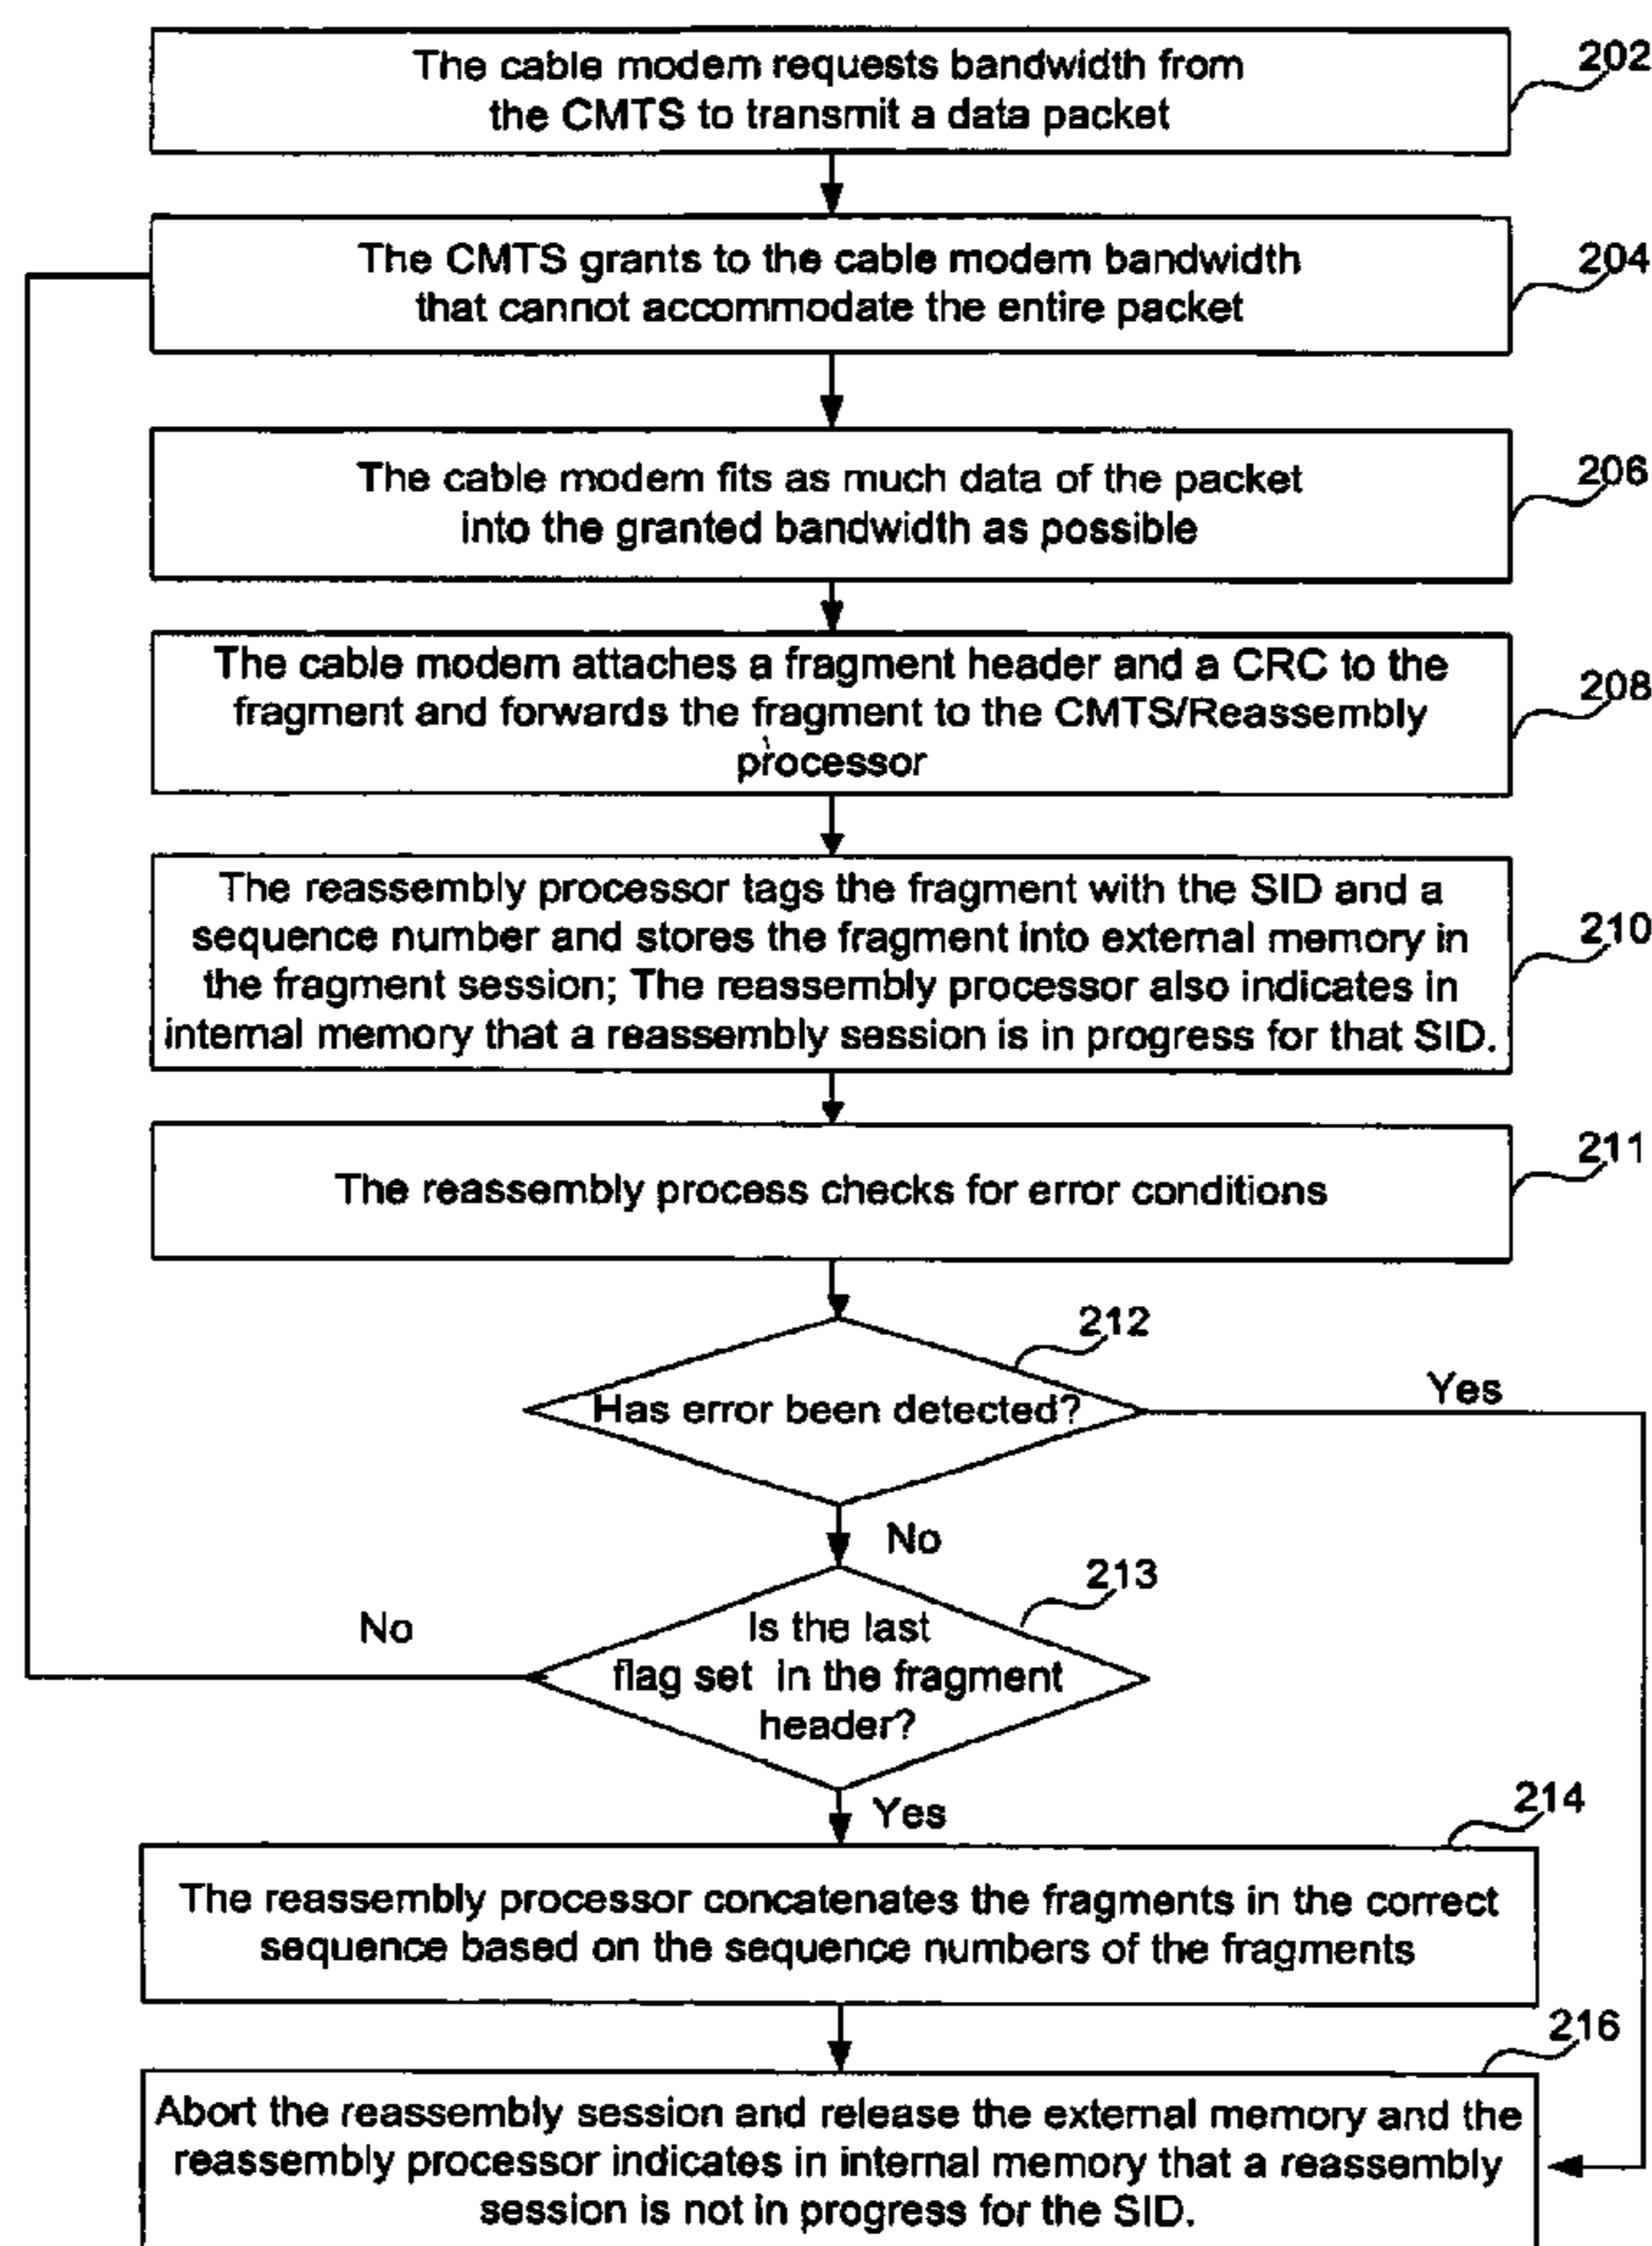 The cable modem requests bandwidth from
the CMTS to transmit a data packet
202
The CMTS grants to the cable modem bandwidth
that cannot accommodate the entire packet
204
The cable modem fits as much data of the packet
into the granted bandwidth as possible
206
The cable modem attaches a fragment header and a CRC to the
fragment and forwards the fragment to the CMTS/Reassembly
processor
208
The reassembly processor tags the fragment with the SID and a
sequence number and stores the fragment into external memory in
the fragment session; The reassembly processor also indicates in
internal memory that a reassembly session is in progress for that SID.
210
The reassembly process checks for error conditions
211
212
Has error been detected?
Yes
No
213
Is the last
flag set in the fragment
header?
No
Yes
214
The reassembly processor concatenates the fragments in the correct
sequence based on the sequence numbers of the fragments
216
Abort the reassembly session and release the external memory and the
reassembly processor indicates in internal memory that a reassembly
session is not in progress for the SID.